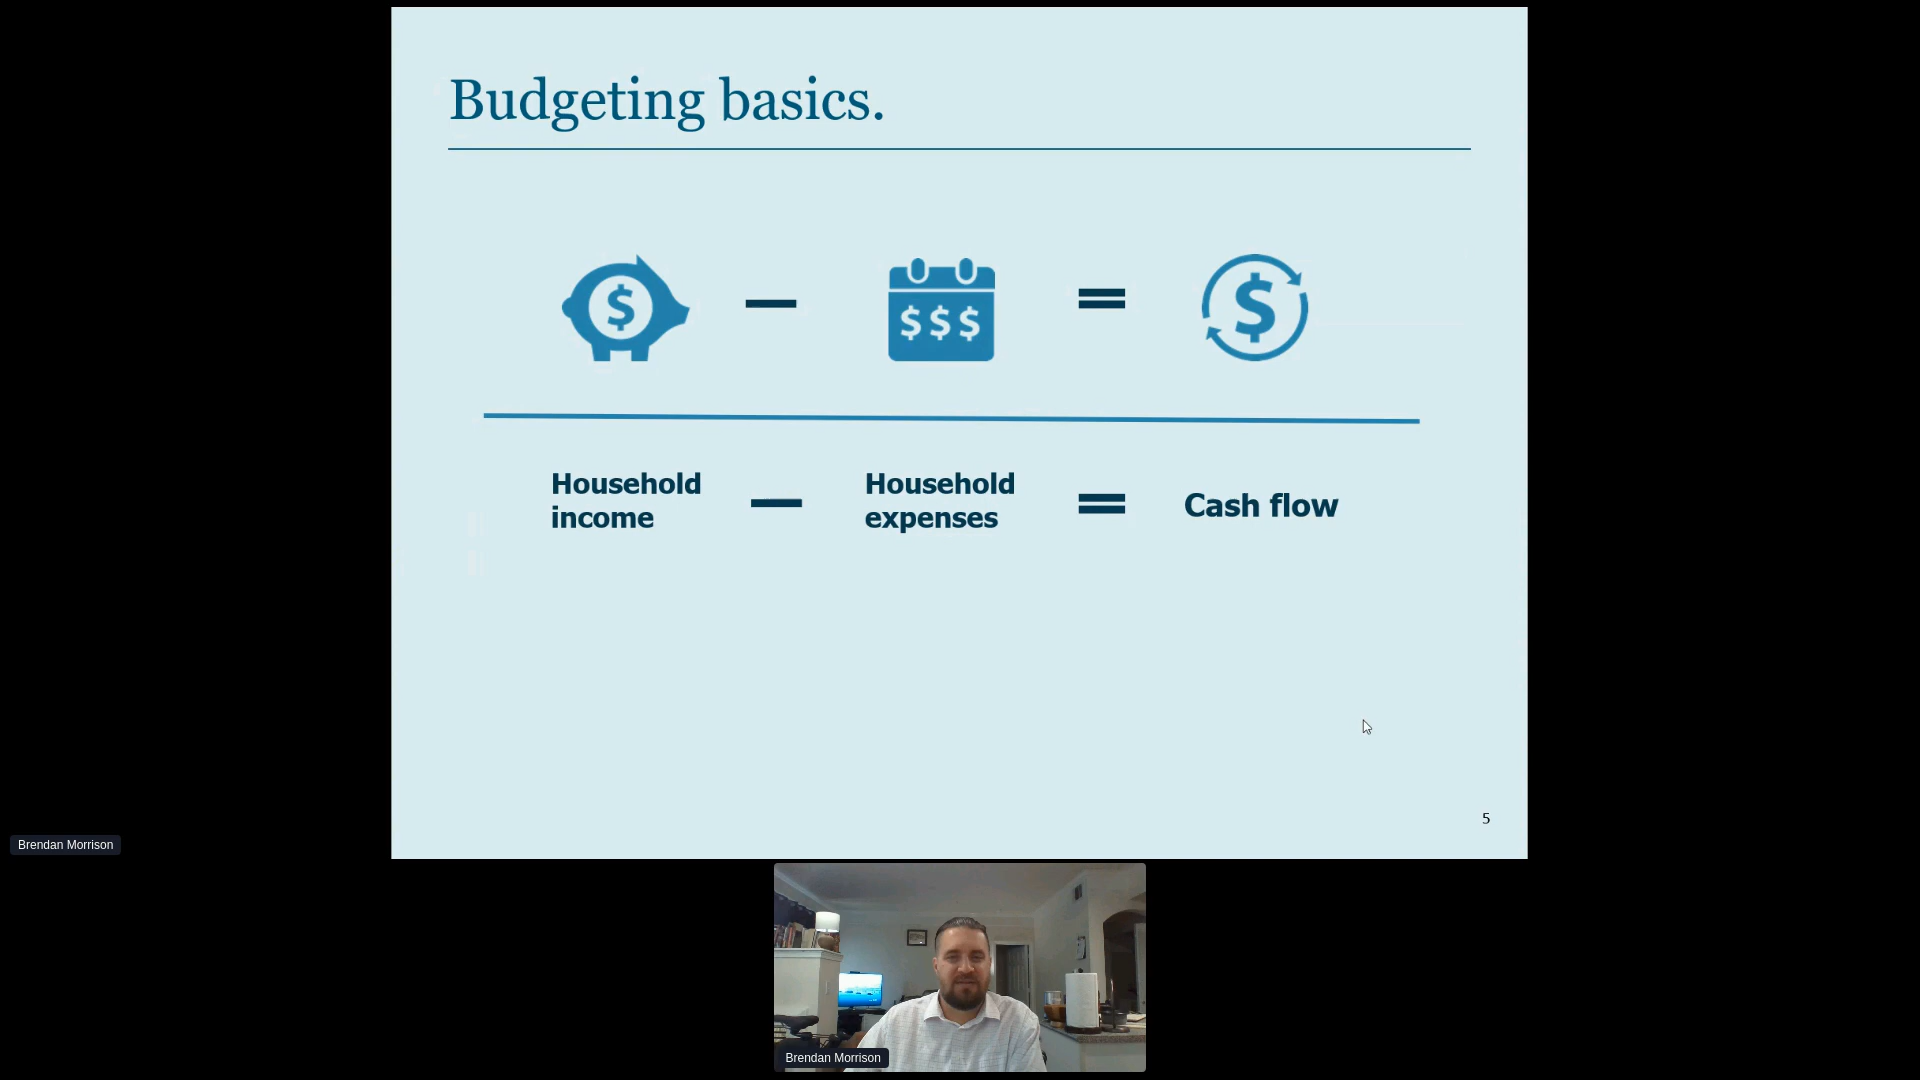 Budgeting basics.
$ — $ $ $ = $
Household income — Household expenses = Cash flow
5
Brendan Morrison
Brendan Morrison